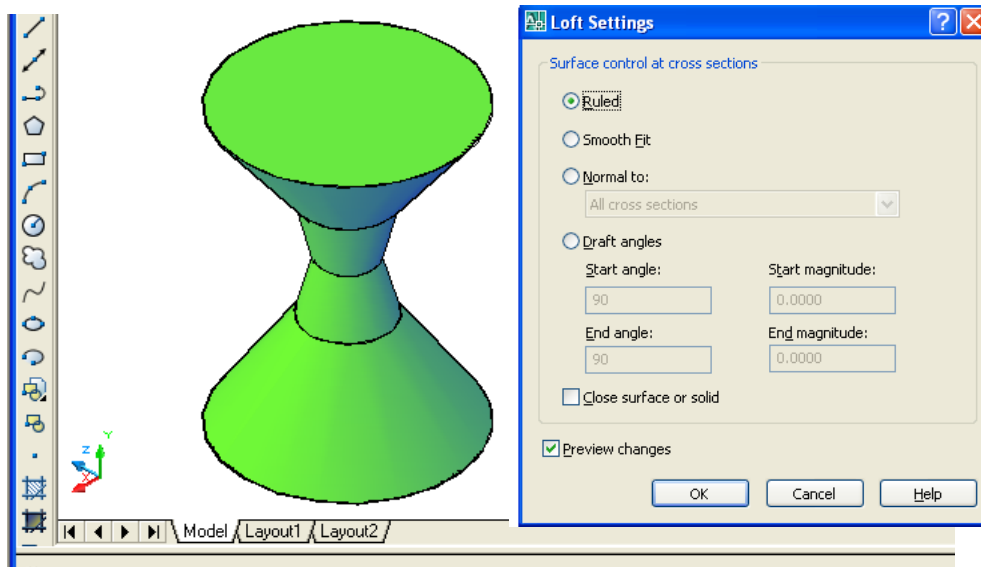 Loft Settings
Surface control at cross sections
Ruled
Smooth Fit
Normal to:
All cross sections
Draft angles
Start angle: Start magnitude:
90 0.0000
End angle: End magnitude:
90 0.0000
Close surface or solid
Preview changes
OK Cancel Help
Z Y
X
Model Layout1 Layout2